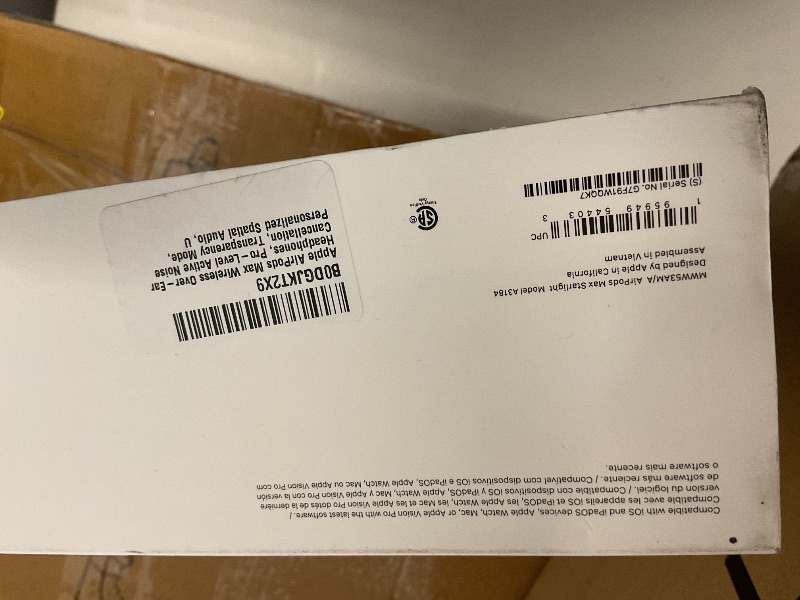 Compatible with iOS and iPadOS devices, Apple Watch, or Mac, or Apple Vision Pro with the latest software. /
Compatible avec les appareils iOS et iPadOS, les Apple Watch, les Mac et les Apple Vision Pro dotés de la dernière
version du logiciel. / Compatible con dispositivos iOS y iPadOS, Apple Watch, Mac y Apple Vision Pro con la versión
de software más reciente. / Compatível com dispositivos iOS e iPadOS, Apple Watch, Mac ou Apple Vision Pro com
o software mais recente.
MWW53AM/A AirPods Max Starlight Model A3184
Designed by Apple in California
Assembled in Vietnam
UPC
1 95949 54403 3
(S) Serial No. G7F91WQQK7
B0DGJKT2X9
Apple AirPods Max Wireless Over-Ear
Headphones, Pro-Level Active Noise
Cancellation, Transparency Mode,
Personalized Spatial Audio, U